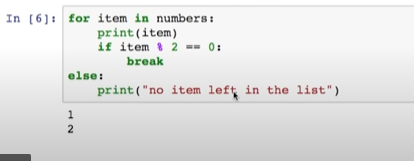 In [6]: for item in numbers:
print(item)
if item % 2 == 0:
break
else:
print("no item left in the list")
1
2